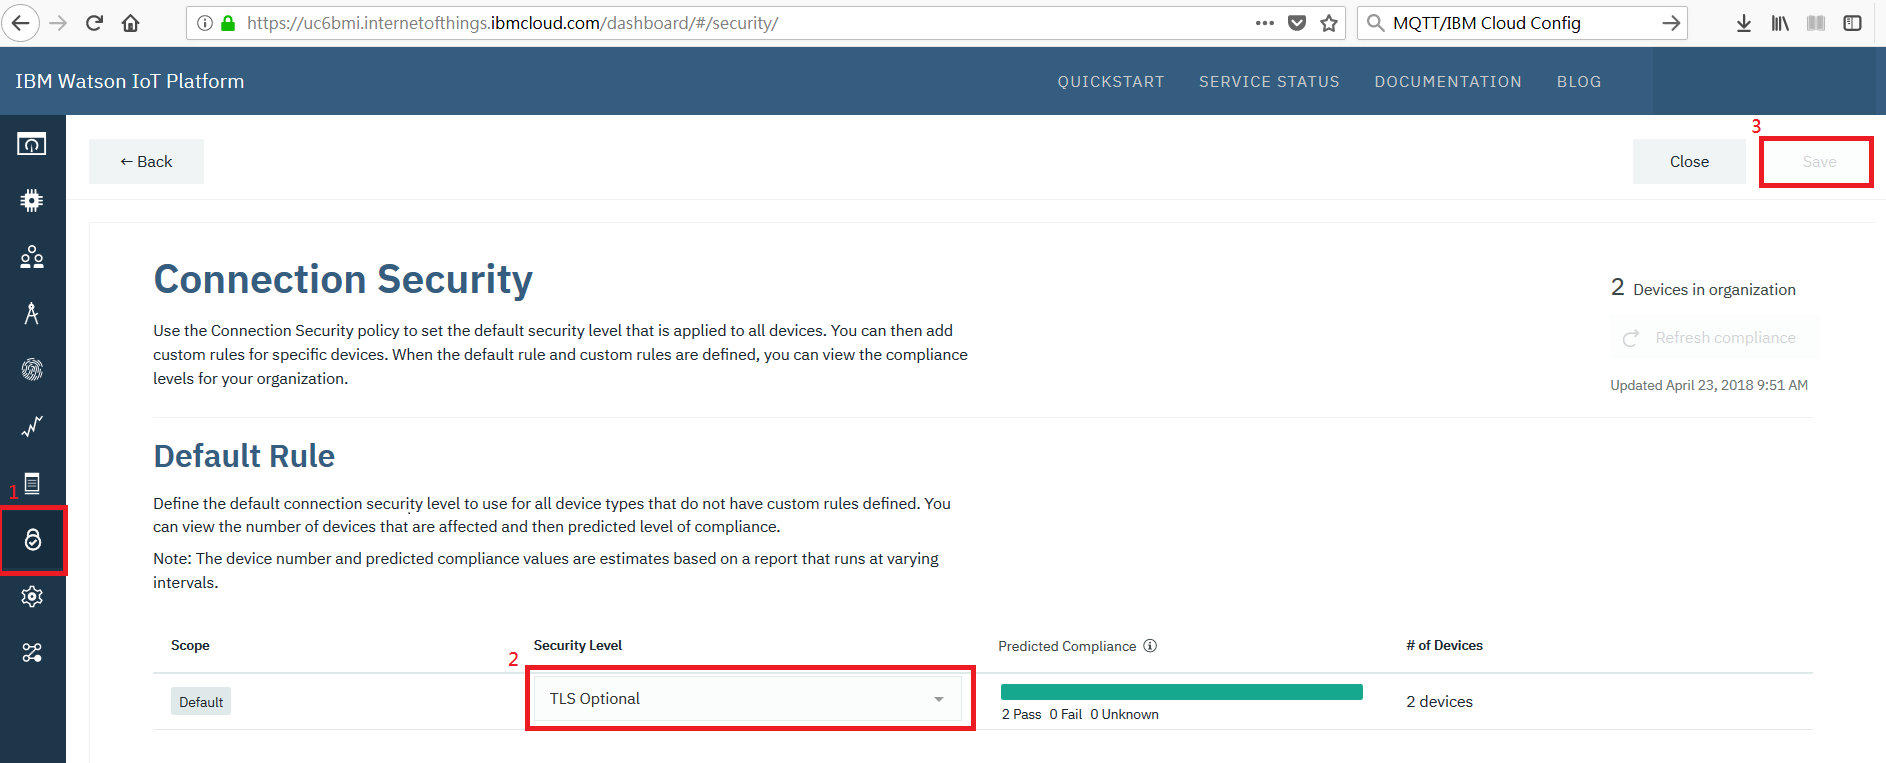 https://uc6bmi.internetofthings.ibmcloud.com/dashboard/#/security/
MQTT/IBM Cloud Config
IBM Watson IoT Platform
QUICKSTART
SERVICE STATUS
DOCUMENTATION
BLOG
← Back
Close
3
Save
Connection Security
2 Devices in organization
Use the Connection Security policy to set the default security level that is applied to all devices. You can then add
custom rules for specific devices. When the default rule and custom rules are defined, you can view the compliance
levels for your organization.
Refresh compliance
Updated April 23, 2018 9:51 AM
Default Rule
1
Define the default connection security level to use for all device types that do not have custom rules defined. You
can view the number of devices that are affected and then predicted level of compliance.
Note: The device number and predicted compliance values are estimates based on a report that runs at varying
intervals.
Scope
Security Level
Predicted Compliance
# of Devices
2
Default
TLS Optional
2 Pass 0 Fail 0 Unknown
2 devices